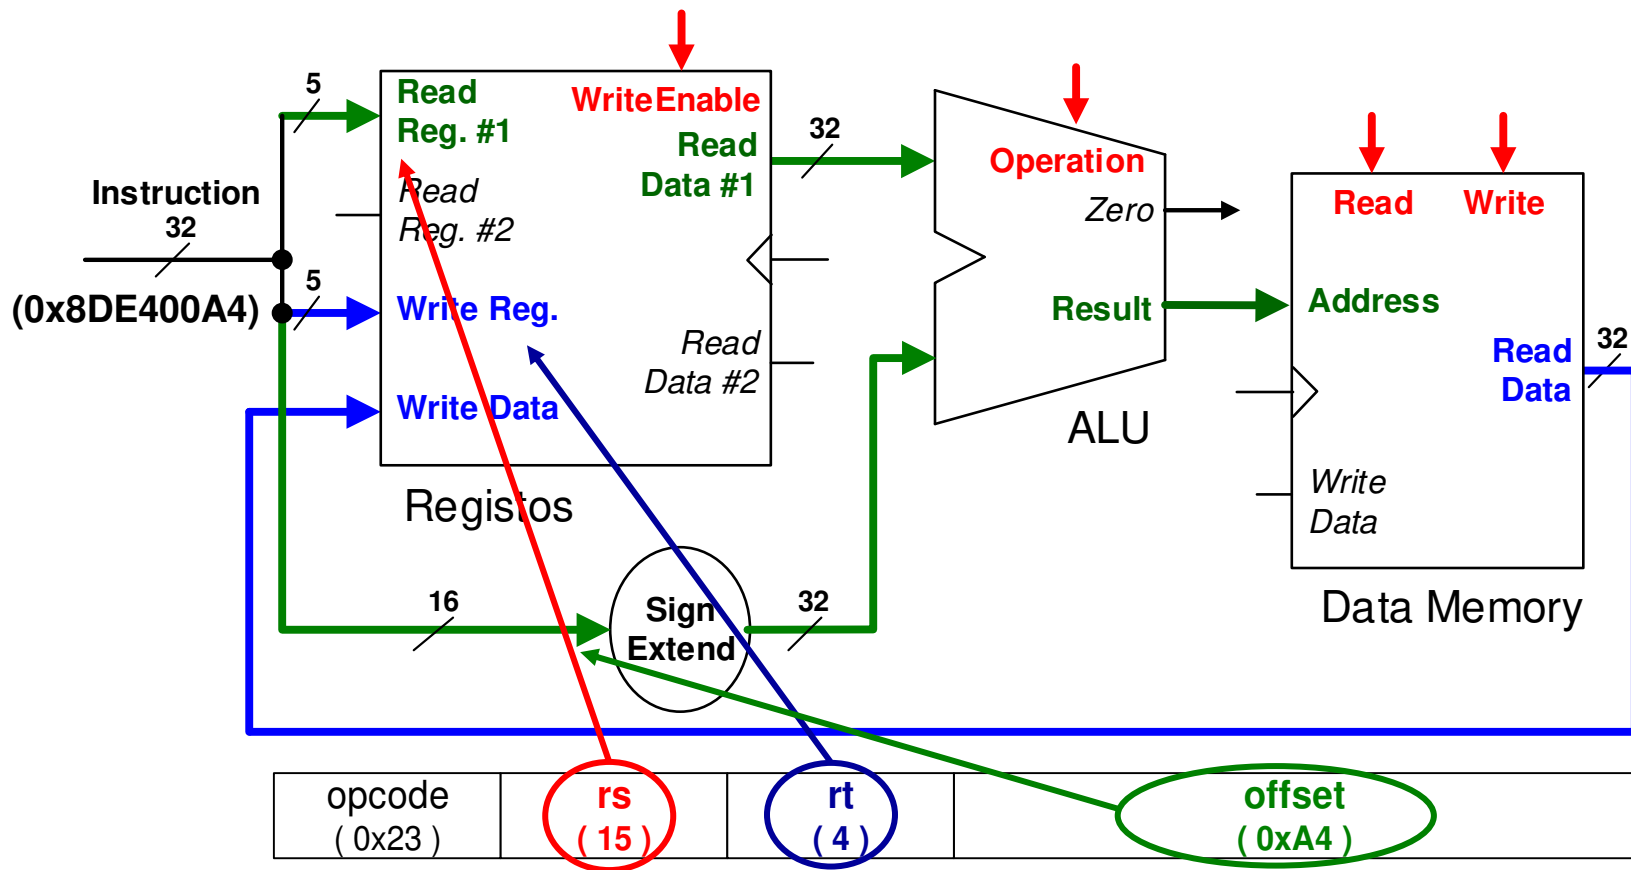 5
Read
Reg. #1
WriteEnable
Read
Data #1
32
Instruction
32
(0x8DE400A4)
Read
Reg. #2
5
Write Reg.
Read
Data #2
Write Data
Registos
Operation
Zero
Result
ALU
Read
Write
Address
Read
Data
32
Write
Data
Data Memory
16
Sign
Extend
32
opcode
( 0x23 )
rs
( 15 )
rt
( 4 )
offset
( 0xA4 )